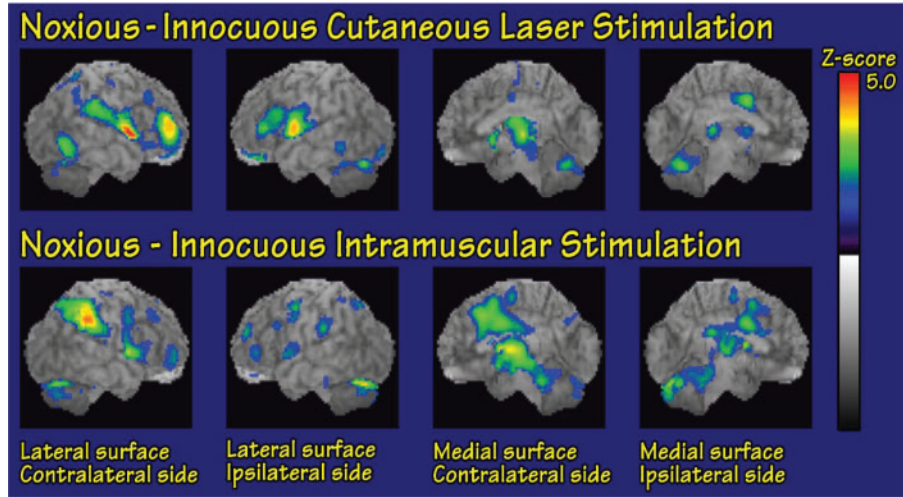 Noxious - Innocuous Cutaneous Laser Stimulation
Z-score
5.0
Noxious - Innocuous Intramuscular Stimulation
Lateral surface
Contralateral side
Lateral surface
Ipsilateral side
Medial surface
Contralateral side
Medial surface
Ipsilateral side